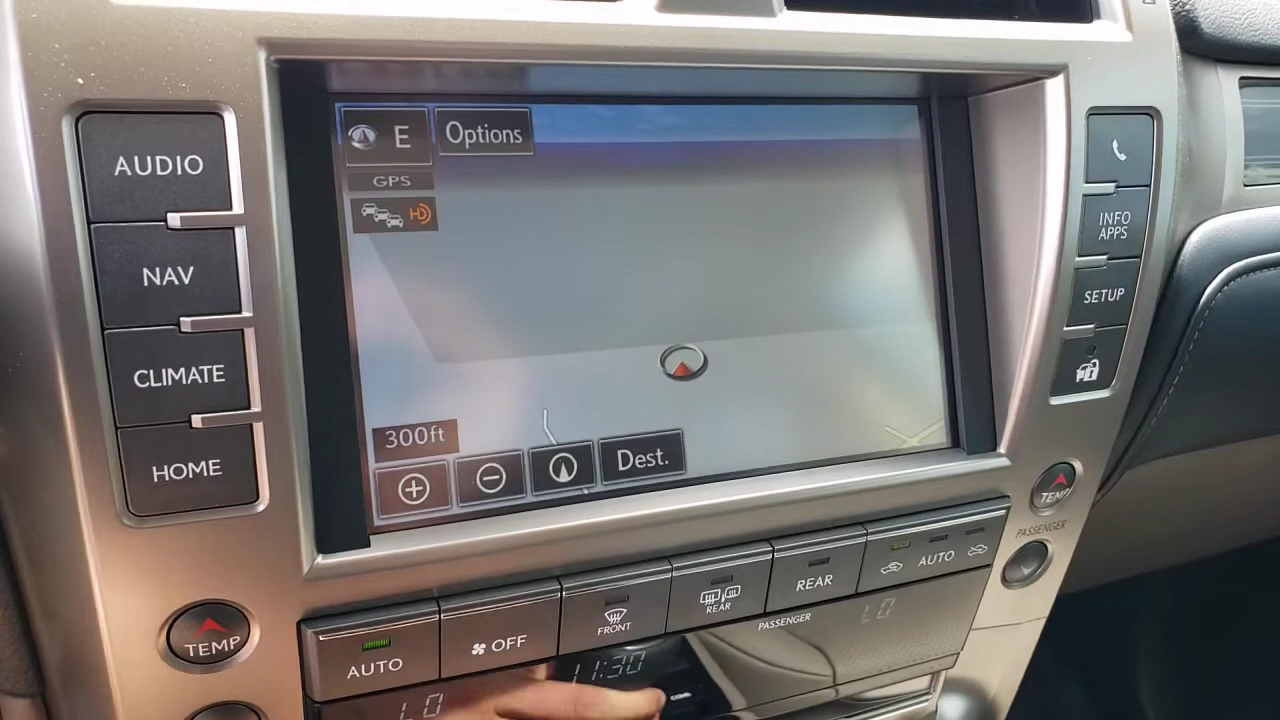 AUDIO
NAV
CLIMATE
HOME
E
Options
GPS
HD
300ft
Dest.
INFO
APPS
SETUP
TEMP
PASSENGER
TEMP
AUTO
OFF
FRONT
REAR
REAR
AUTO
PASSENGER
LO
11:30
LO